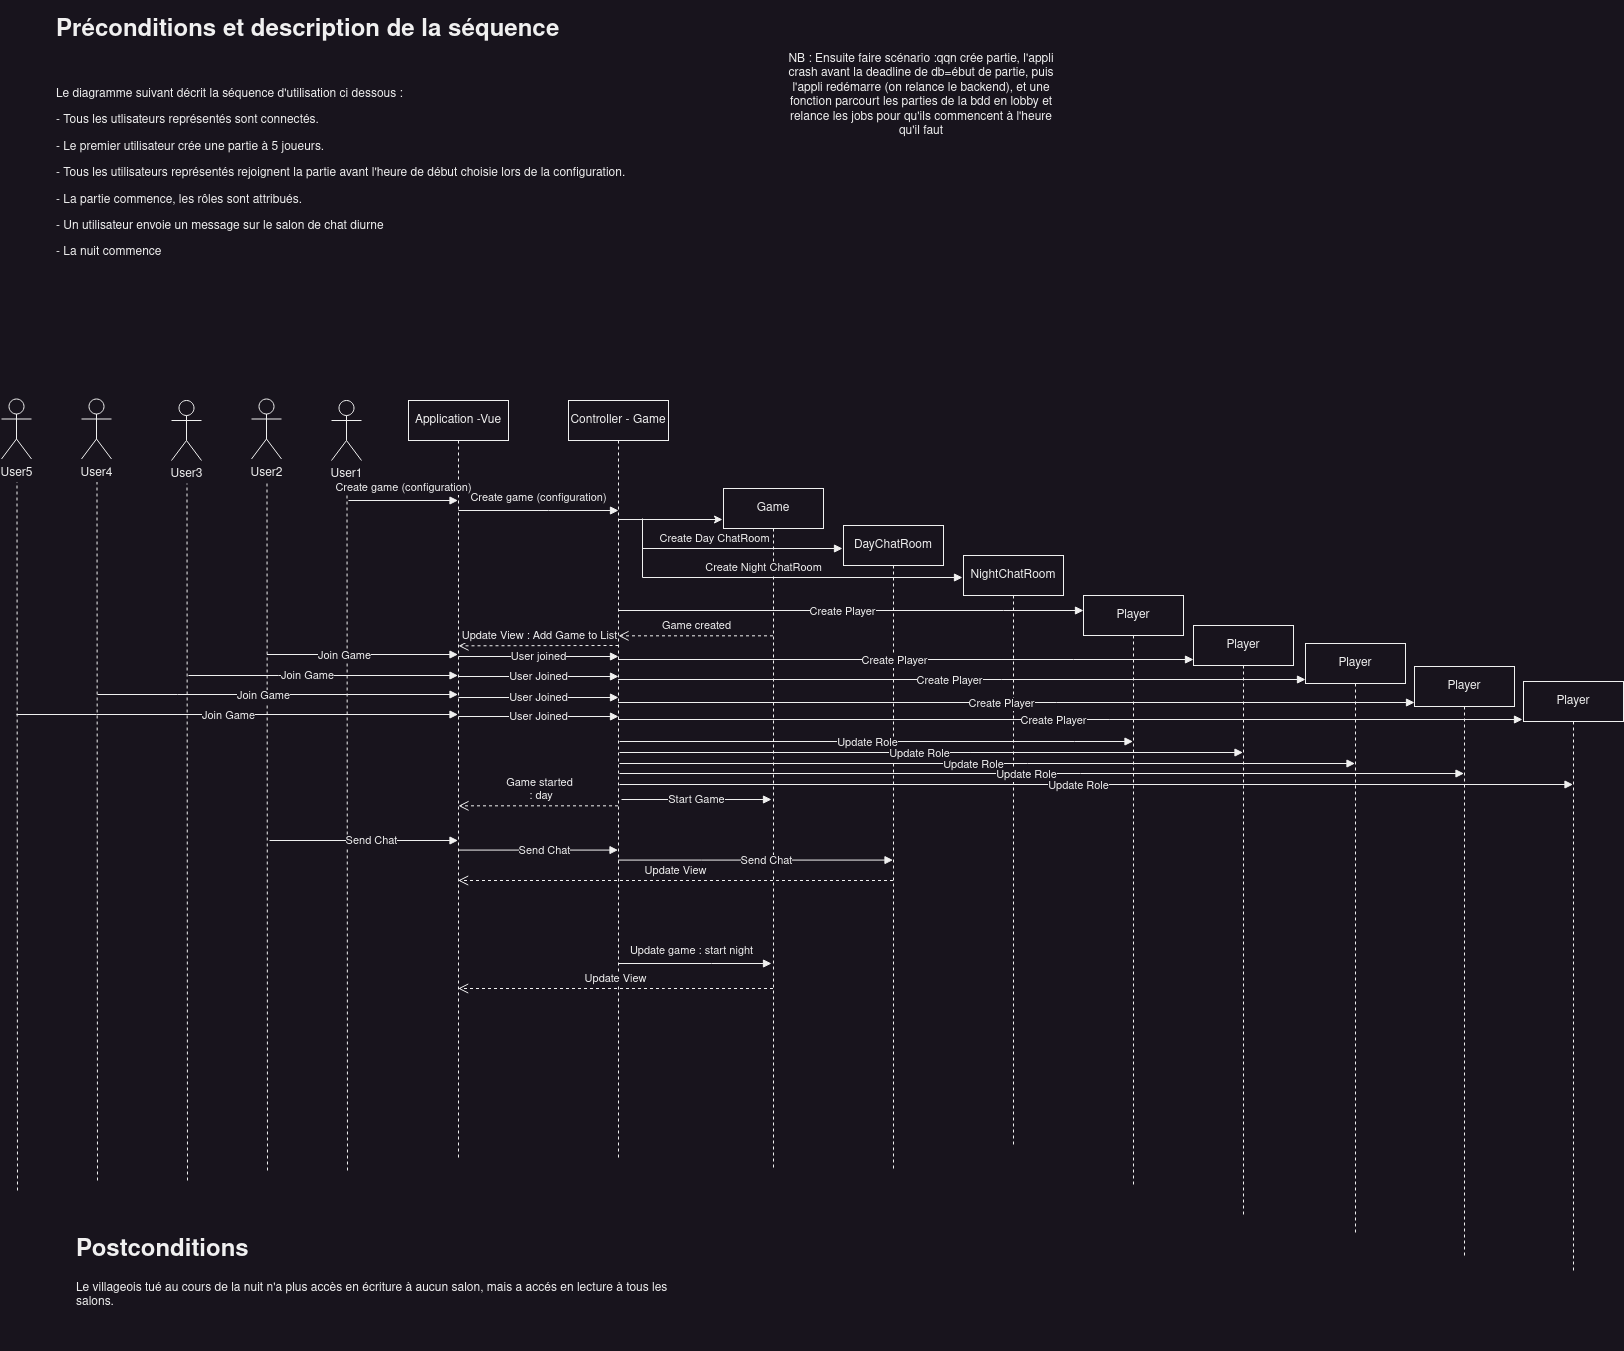 Préconditions et description de la séquence
NB : Ensuite faire scénario :qqn crée partie, l'appli
crash avant la deadline de db=ébut de partie, puis
l'appli redémarre (on relance le backend), et une
fonction parcourt les parties de la bdd en lobby et
relance les jobs pour qu'ils commencent à l'heure
qu'il faut
Le diagramme suivant décrit la séquence d'utilisation ci dessous :
- Tous les utlisateurs représentés sont connectés.
- Le premier utilisateur crée une partie à 5 joueurs.
- Tous les utilisateurs représentés rejoignent la partie avant l'heure de début choisie lors de la configuration.
- La partie commence, les rôles sont attribués.
- Un utilisateur envoie un message sur le salon de chat diurne
- La nuit commence
Application -Vue
Controller - Game
User5
User4
User3
User2
User1
Create game (configuration)
Create game (configuration)
Game
Create Day ChatRoom
DayChatRoom
Create Night ChatRoom
NightChatRoom
Create Player
Player
Game created
Update View : Add Game to List
Join Game
User joined
Create Player
Player
Join Game
User Joined
Create Player
Player
Join Game
User Joined
Create Player
Player
Join Game
User Joined
Create Player
Player
Update Role
Update Role
Update Role
Update Role
Update Role
Game started
: day
Start Game
Send Chat
Send Chat
Send Chat
Update View
Update game : start night
Update View
Postconditions
Le villageois tué au cours de la nuit n'a plus accès en écriture à aucun salon, mais a accés en lecture à tous les
salons.